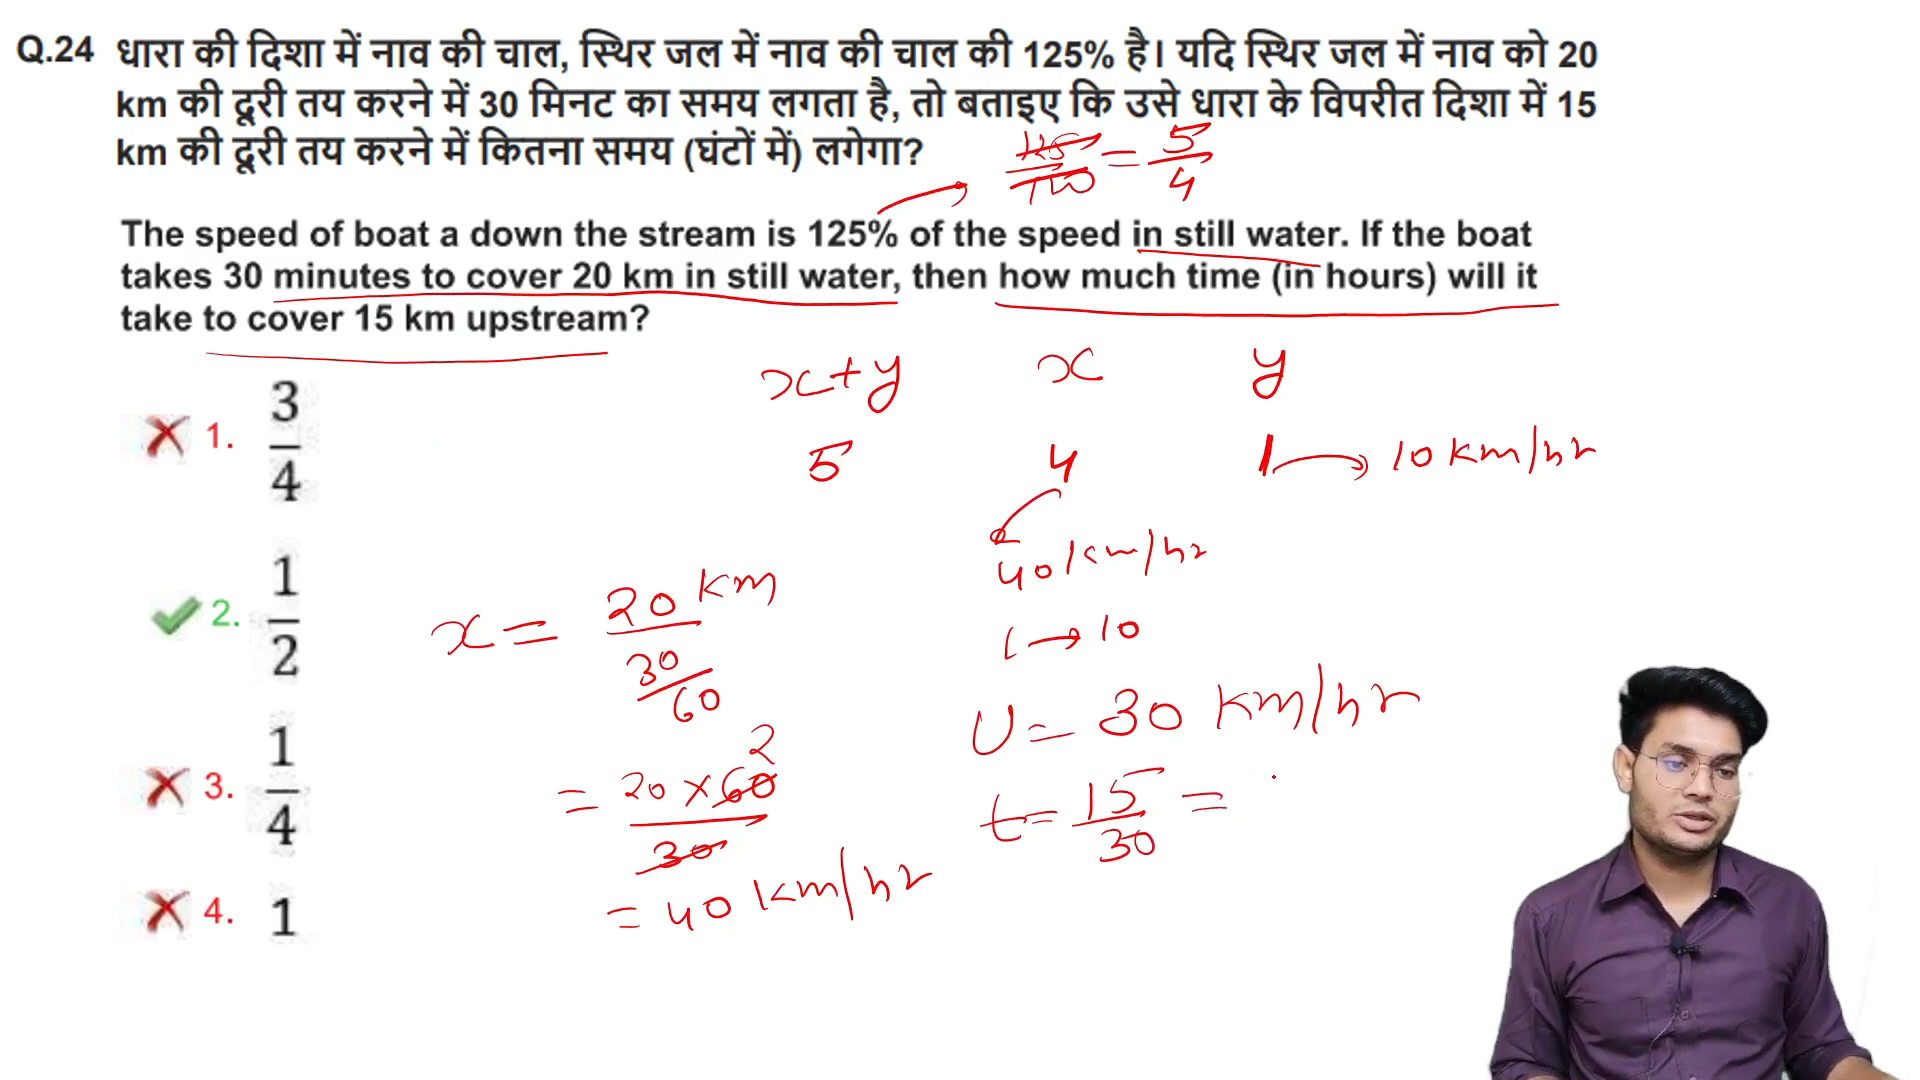 Q.24 धारा की दिशा में नाव की चाल, स्थिर जल में नाव की चाल की 125% है। यदि स्थिर जल में नाव को 20
km की दूरी तय करने में 30 मिनट का समय लगता है, तो बताइए कि उसे धारा के विपरीत दिशा में 15
km की दूरी तय करने में कितना समय (घंटों में) लगेगा?
125/100 = 5/4
The speed of boat a down the stream is 125% of the speed in still water. If the boat
takes 30 minutes to cover 20 km in still water, then how much time (in hours) will it
take to cover 15 km upstream?
x+y x y
5 4 1 → 10 km/hr
40 km/hr
1 → 10
1. 3/4
2. 1/2
3. 1/4
4. 1
x = 20 km / 30/60
= 20 × 60 / 30
2
= 40 km/hr
U = 30 km/hr
t = 15/30 =